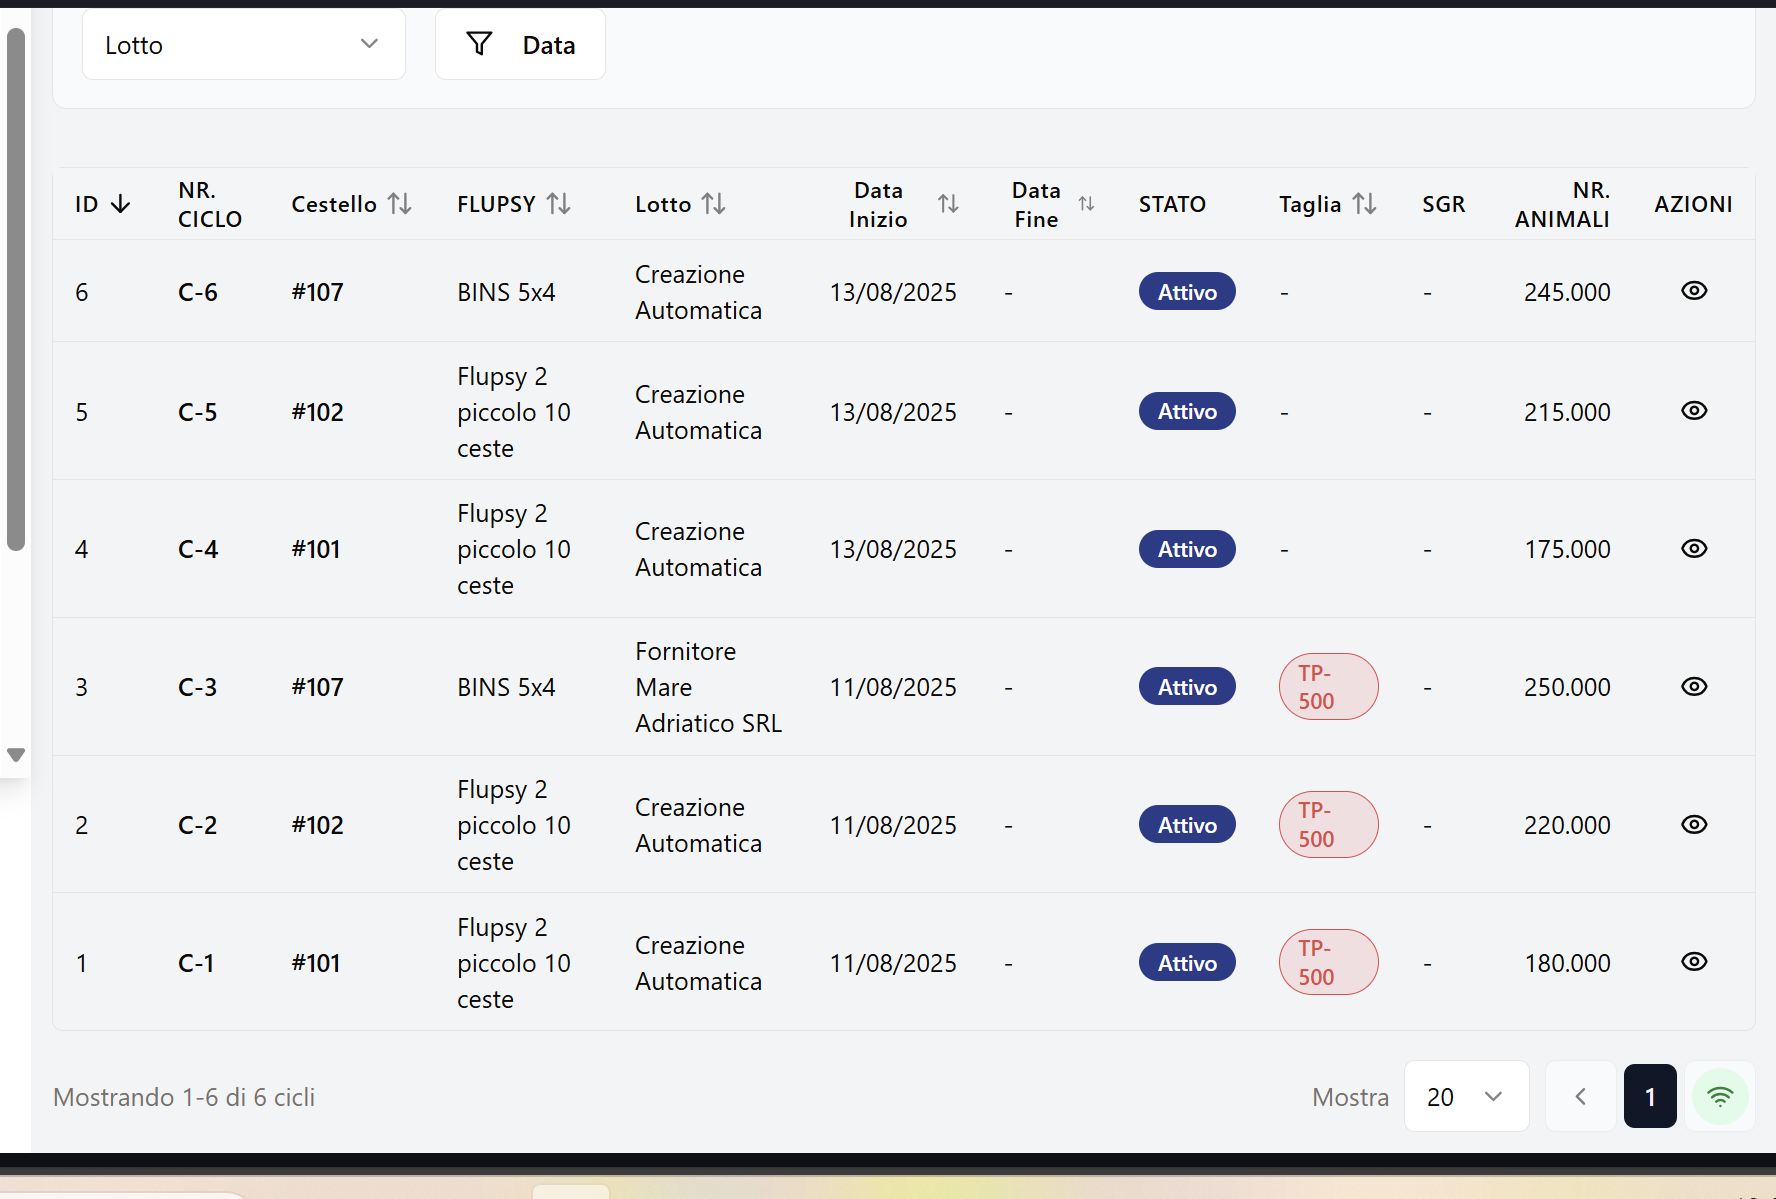 Lotto
Data
ID NR. CICLO Cestello FLUPSY Lotto Data Inizio Data Fine STATO Taglia SGR NR. ANIMALI AZIONI
6 C-6 #107 BINS 5x4 Creazione Automatica 13/08/2025 - Attivo - - 245.000
5 C-5 #102 Flupsy 2 piccolo 10 ceste Creazione Automatica 13/08/2025 - Attivo - - 215.000
4 C-4 #101 Flupsy 2 piccolo 10 ceste Creazione Automatica 13/08/2025 - Attivo - - 175.000
3 C-3 #107 BINS 5x4 Fornitore Mare Adriatico SRL 11/08/2025 - Attivo TP-500 - 250.000
2 C-2 #102 Flupsy 2 piccolo 10 ceste Creazione Automatica 11/08/2025 - Attivo TP-500 - 220.000
1 C-1 #101 Flupsy 2 piccolo 10 ceste Creazione Automatica 11/08/2025 - Attivo TP-500 - 180.000
Mostrando 1-6 di 6 cicli
Mostra 20 1